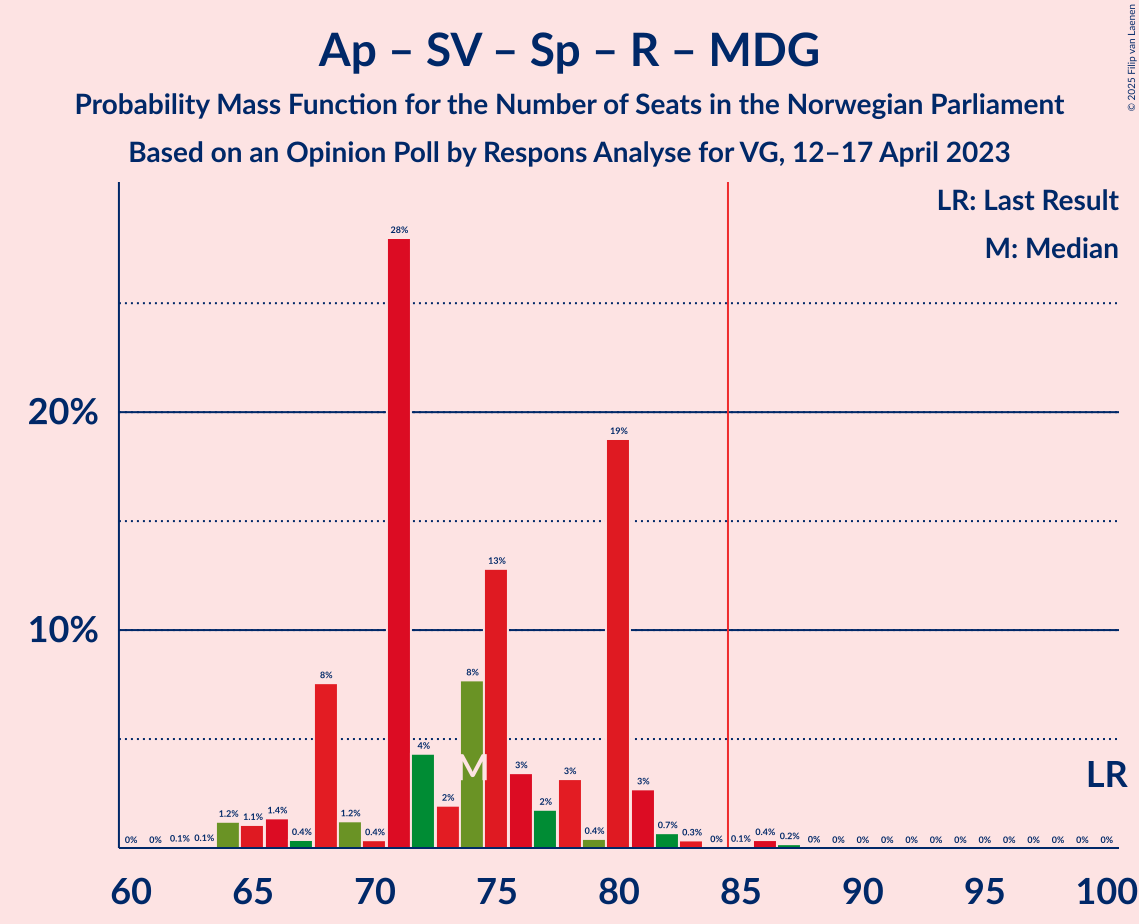 Ap – SV – Sp – R – MDG
Probability Mass Function for the Number of Seats in the Norwegian Parliament
Based on an Opinion Poll by Respons Analyse for VG, 12–17 April 2023
© 2025 Filip van Laenen
LR: Last Result
M: Median
28%
20%
19%
13%
10%
8% 8%
4%
M
3% 3% 3%
LR
2% 2%
1.2% 1.1% 1.4% 0.4% 1.2% 0.4% 0.4% 0.7% 0.3%
0% 0% 0.1% 0.1% 0% 0.1% 0.4% 0.2% 0% 0% 0% 0% 0% 0% 0% 0% 0% 0% 0% 0% 0%
60 65 70 75 80 85 90 95 100